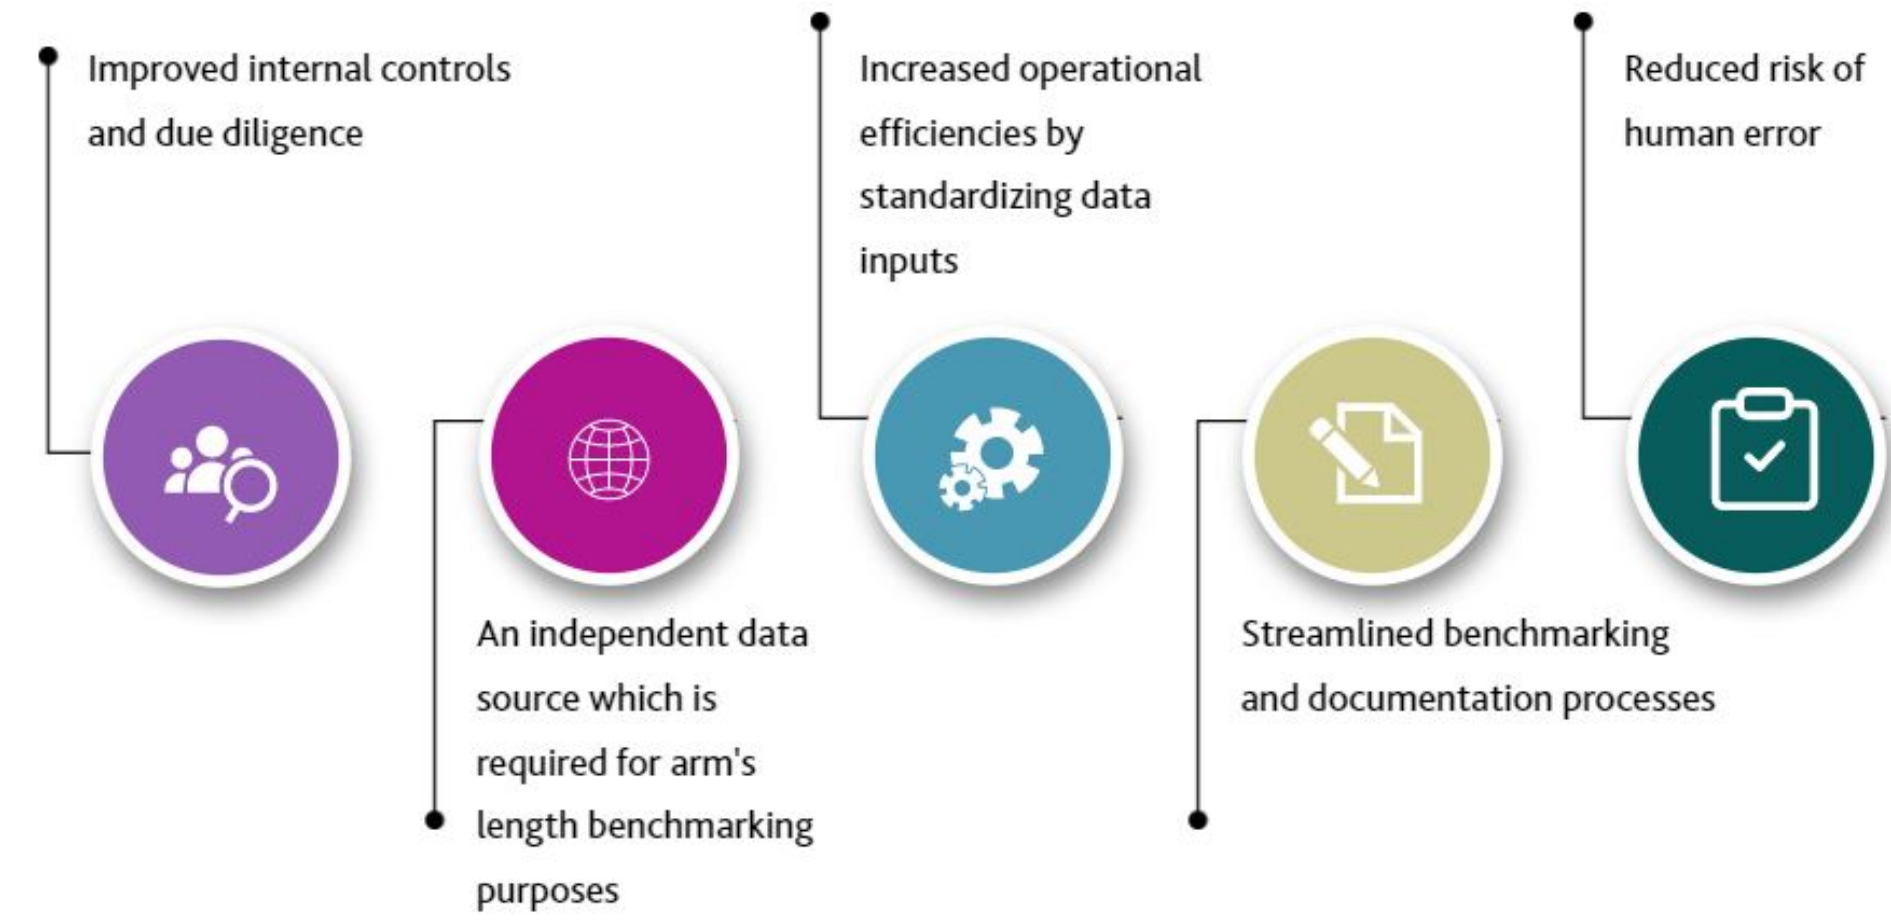 Improved internal controls
and due diligence
An independent data
source which is
required for arm's
length benchmarking
purposes
Increased operational
efficiencies by
standardizing data
inputs
Streamlined benchmarking
and documentation processes
Reduced risk of
human error